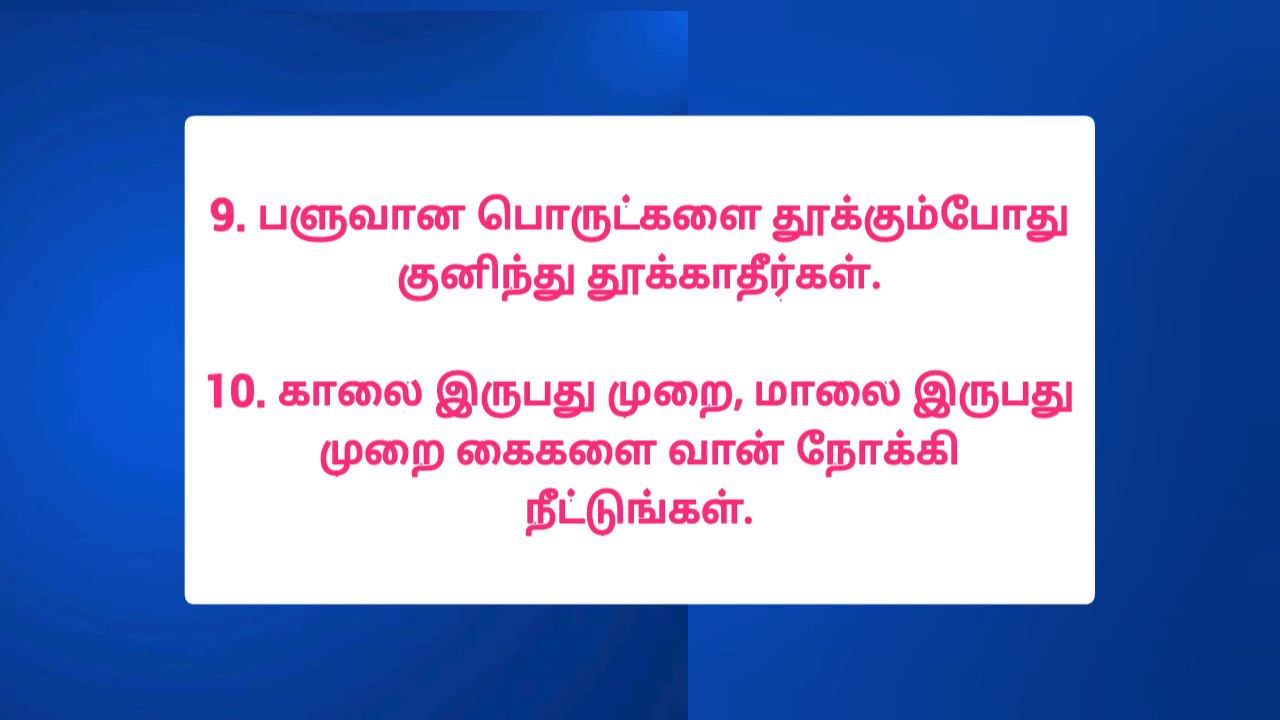 9. பளுவான பொருட்களை தூக்கும்போது
குனிந்து தூக்காதீர்கள்.
10. காலை இருபது முறை, மாலை இருபது
முறை கைகளை வான் நோக்கி
நீட்டுங்கள்.